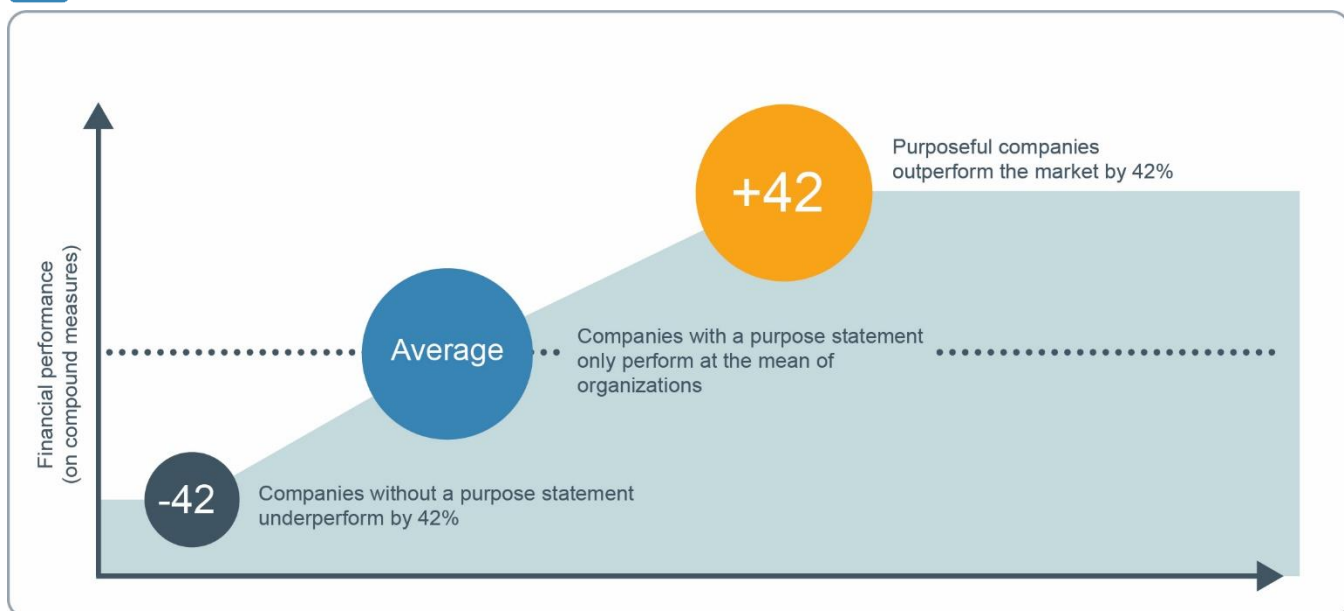 Purposeful companies
outperform the market by 42%
+42
Financial performance
(on compound measures)
Average
Companies with a purpose statement
only perform at the mean of
organizations
-42
Companies without a purpose statement
underperform by 42%